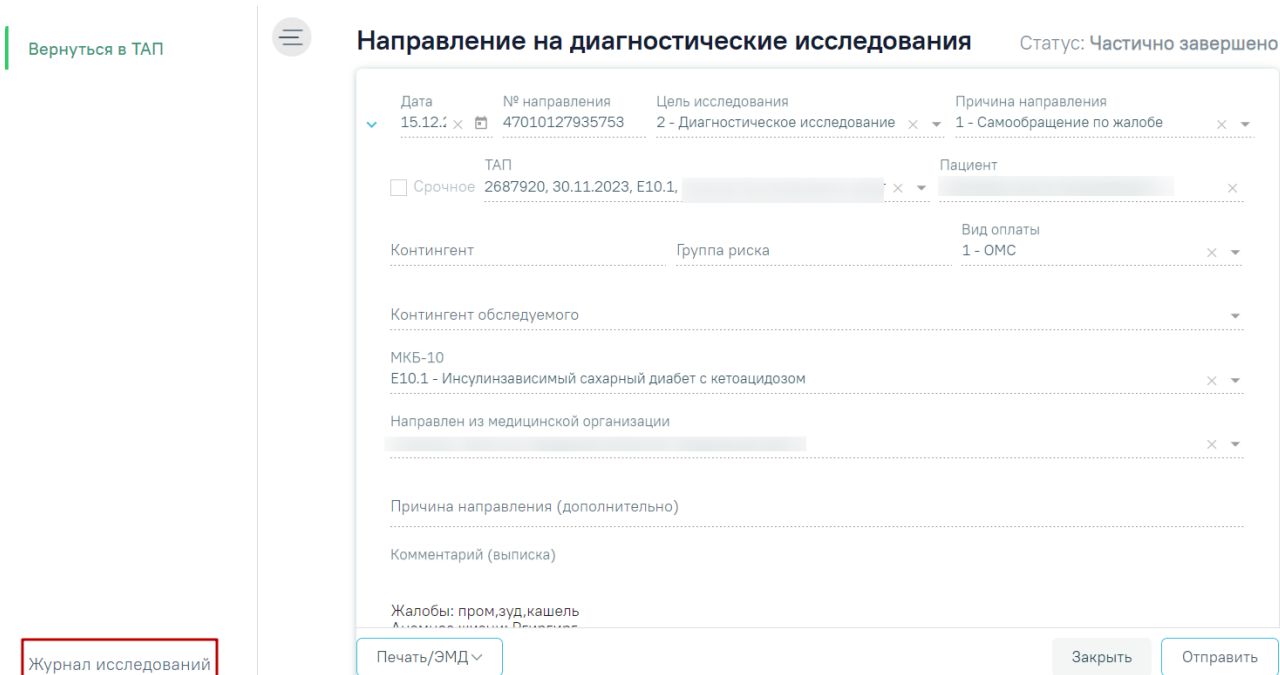 Вернуться в ТАП
Направление на диагностические исследования
Статус: Частично завершено
Дата № направления Цель исследования Причина направления
15.12. 47010127935753 2 - Диагностическое исследование 1 - Самообращение по жалобе
ТАП Пациент
Срочное 2687920, 30.11.2023, E10.1,
Вид оплаты
Контингент Группа риска 1 - ОМС
Контингент обследуемого
МКБ-10
E10.1 - Инсулинзависимый сахарный диабет с кетоацидозом
Направлен из медицинской организации
Причина направления (дополнительно)
Комментарий (выписка)
Жалобы: пром,зуд,кашель
Журнал исследований
Печать/ЭМД Закрыть Отправить